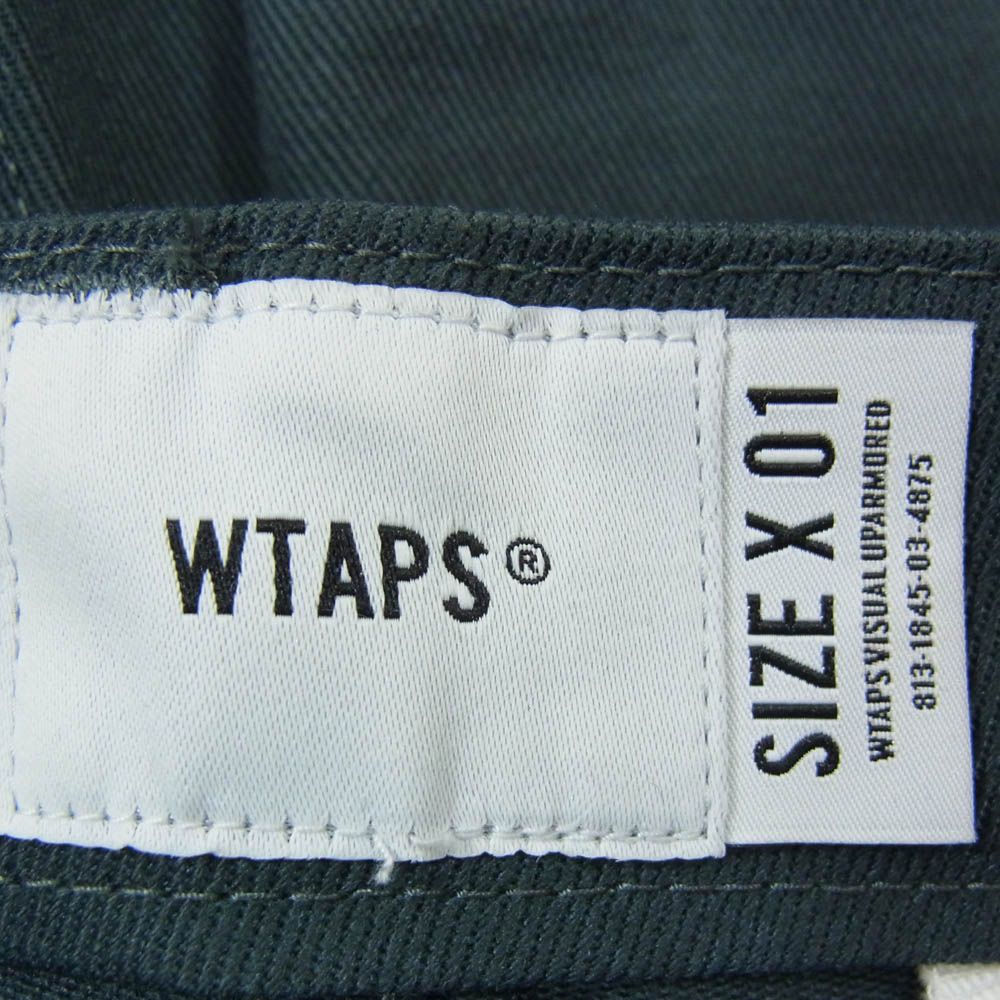 WTAPS®
SIZE X 01
WTAPS VISUAL UPARMORED
813-1845-03-4875